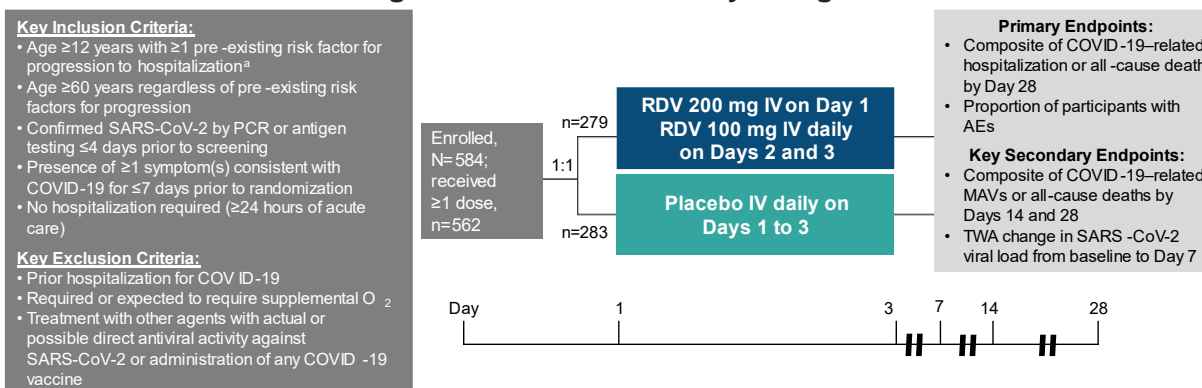 Key Inclusion Criteria:
• Age ≥12 years with ≥1 pre -existing risk factor for
progression to hospitalizationª
• Age ≥60 years regardless of pre -existing risk
factors for progression
• Confirmed SARS-CoV-2 by PCR or antigen
testing ≤4 days prior to screening
• Presence of ≥1 symptom(s) consistent with
COVID-19 for ≤7 days prior to randomization
• No hospitalization required (≥24 hours of acute
care)
Key Exclusion Criteria:
• Prior hospitalization for COV ID-19
• Required or expected to require supplemental O 2
• Treatment with other agents with actual or
possible direct antiviral activity against
SARS-CoV-2 or administration of any COVID -19
vaccine
Enrolled,
N=584;
received
≥1 dose,
n=562
1:1
n=279
RDV 200 mg IV on Day 1
RDV 100 mg IV daily
on Days 2 and 3
n=283
Placebo IV daily on
Days 1 to 3
Primary Endpoints:
• Composite of COVID-19–related
hospitalization or all -cause death
by Day 28
• Proportion of participants with
AEs
Key Secondary Endpoints:
• Composite of COVID-19–related
MAVs or all-cause deaths by
Days 14 and 28
• TWA change in SARS -CoV-2
viral load from baseline to Day 7
Day 1 3 7 14 28